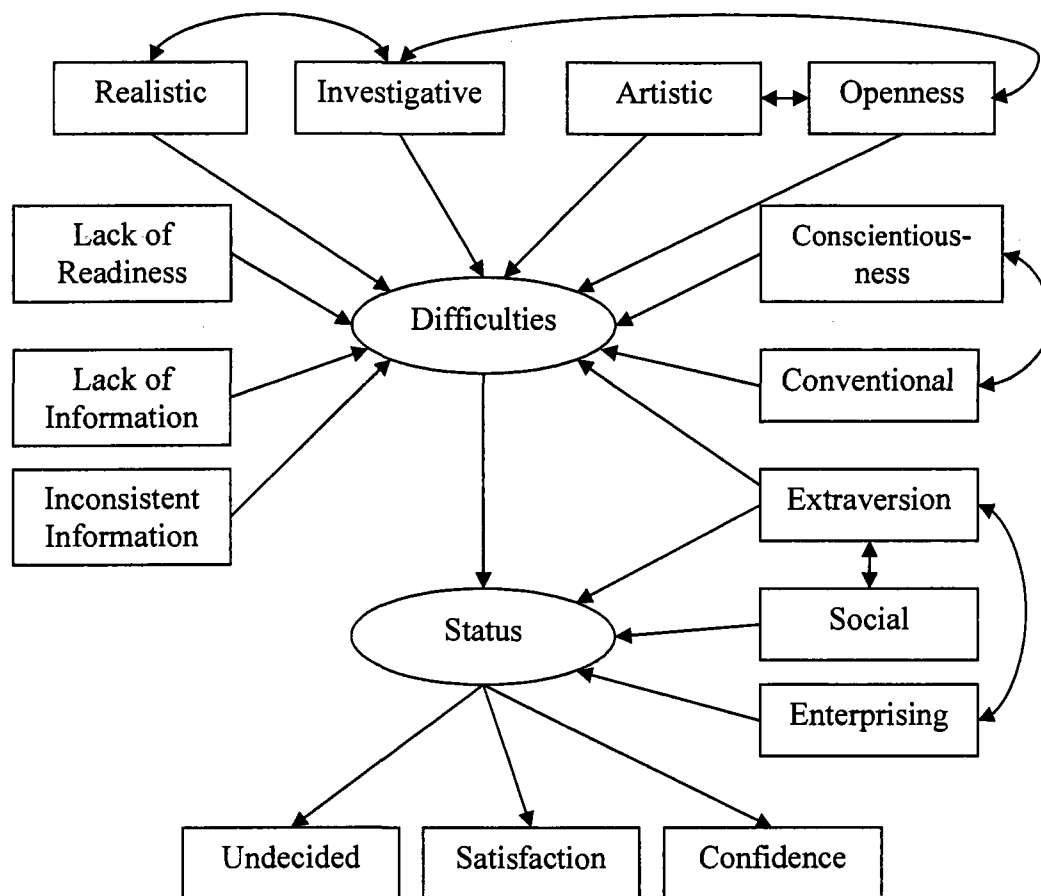 Realistic
Investigative
Artistic
Openness
Lack of
Readiness
Conscientious-
ness
Difficulties
Lack of
Information
Conventional
Inconsistent
Information
Extraversion
Status
Social
Enterprising
Undecided
Satisfaction
Confidence